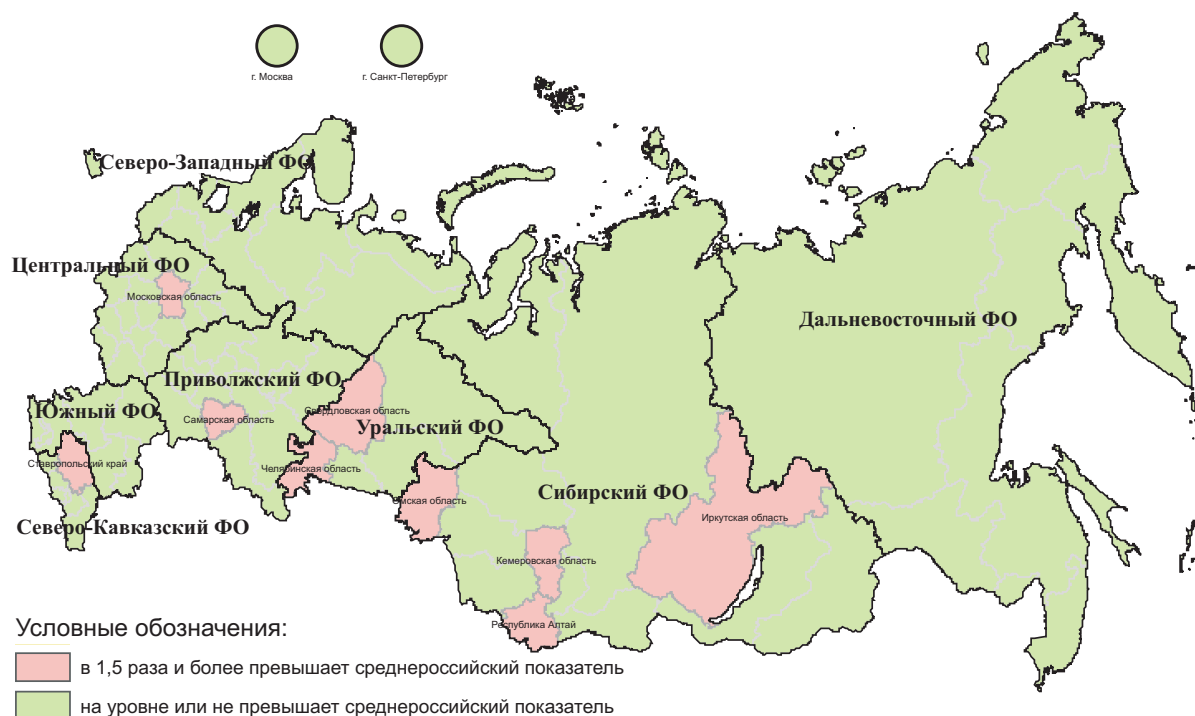 г. Москва
г. Санкт-Петербург
Северо-Западный ФО
Центральный ФО
Московская область
Дальневосточный ФО
Приволжский ФО
Южный ФО
Самарская область
Свердловская область
Уральский ФО
Ставропольский край
Челябинская область
Сибирский ФО
Омская область
Иркутская область
Северо-Кавказский ФО
Кемеровская область
Республика Алтай
Условные обозначения:
в 1,5 раза и более превышает среднероссийский показатель
на уровне или не превышает среднероссийский показатель